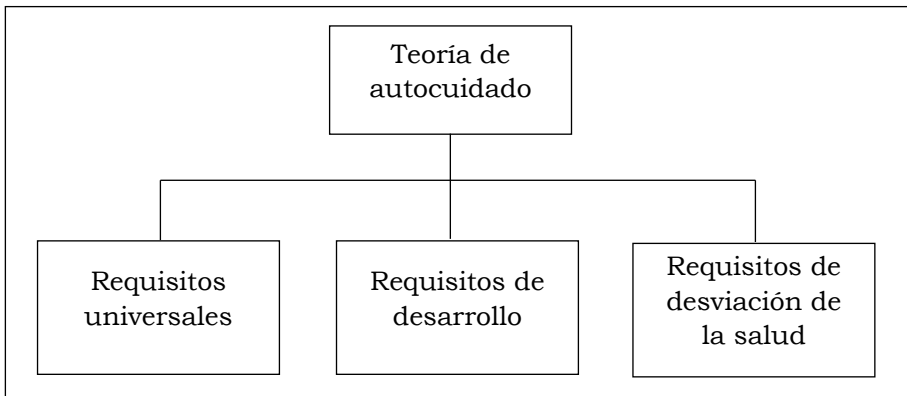 Teoría de
autocuidado
Requisitos
universales
Requisitos de
desarrollo
Requisitos de
desviación de
la salud